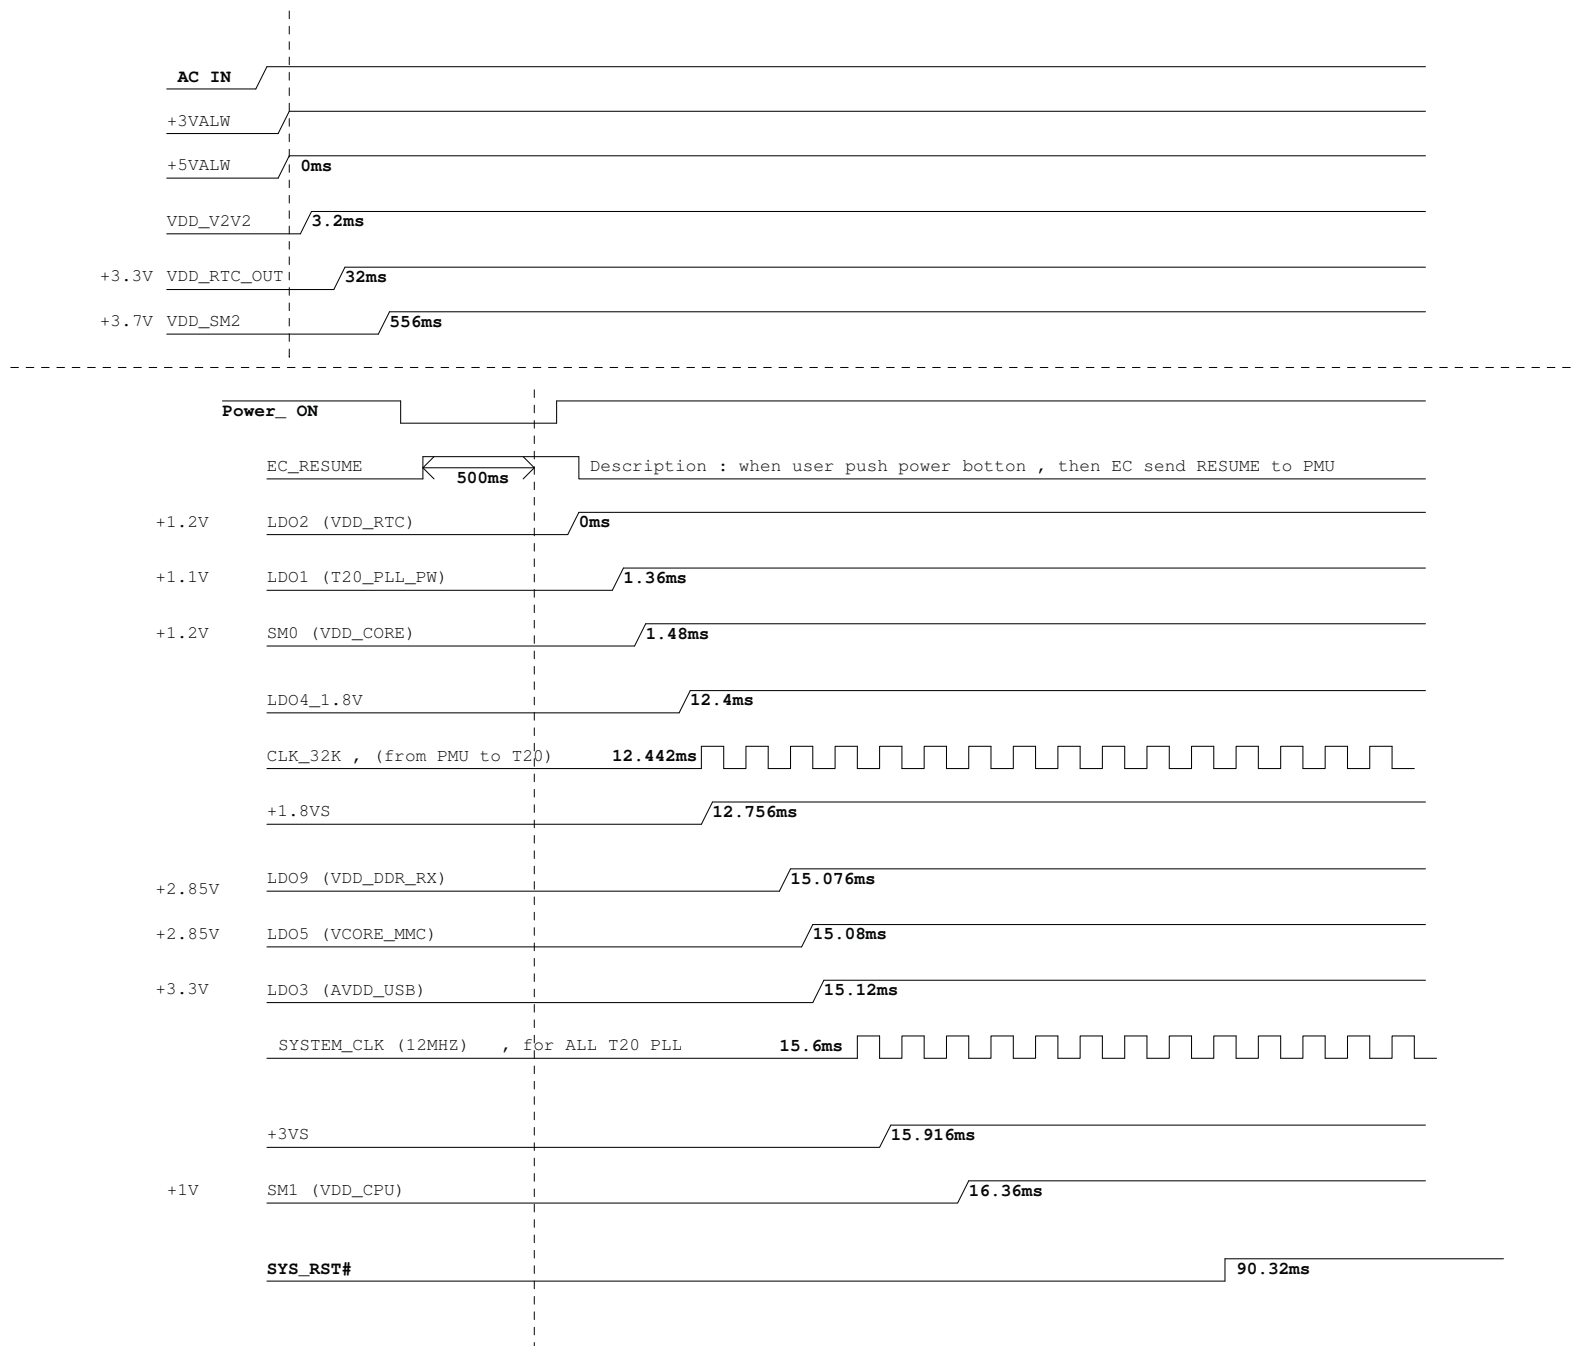 AC IN
+3VALW
+5VALW 0ms
VDD_V2V2 3.2ms
+3.3V VDD_RTC_OUT 32ms
+3.7V VDD_SM2 556ms
Power_ ON
EC_RESUME 500ms Description : when user push power botton , then EC send RESUME to PMU
+1.2V LDO2 (VDD_RTC) 0ms
+1.1V LDO1 (T20_PLL_PW) 1.36ms
+1.2V SM0 (VDD_CORE) 1.48ms
LDO4_1.8V 12.4ms
CLK_32K , (from PMU to T20) 12.442ms
+1.8VS 12.756ms
+2.85V LDO9 (VDD_DDR_RX) 15.076ms
+2.85V LDO5 (VCORE_MMC) 15.08ms
+3.3V LDO3 (AVDD_USB) 15.12ms
SYSTEM_CLK (12MHZ) , for ALL T20 PLL 15.6ms
+3VS 15.916ms
+1V SM1 (VDD_CPU) 16.36ms
SYS_RST# 90.32ms